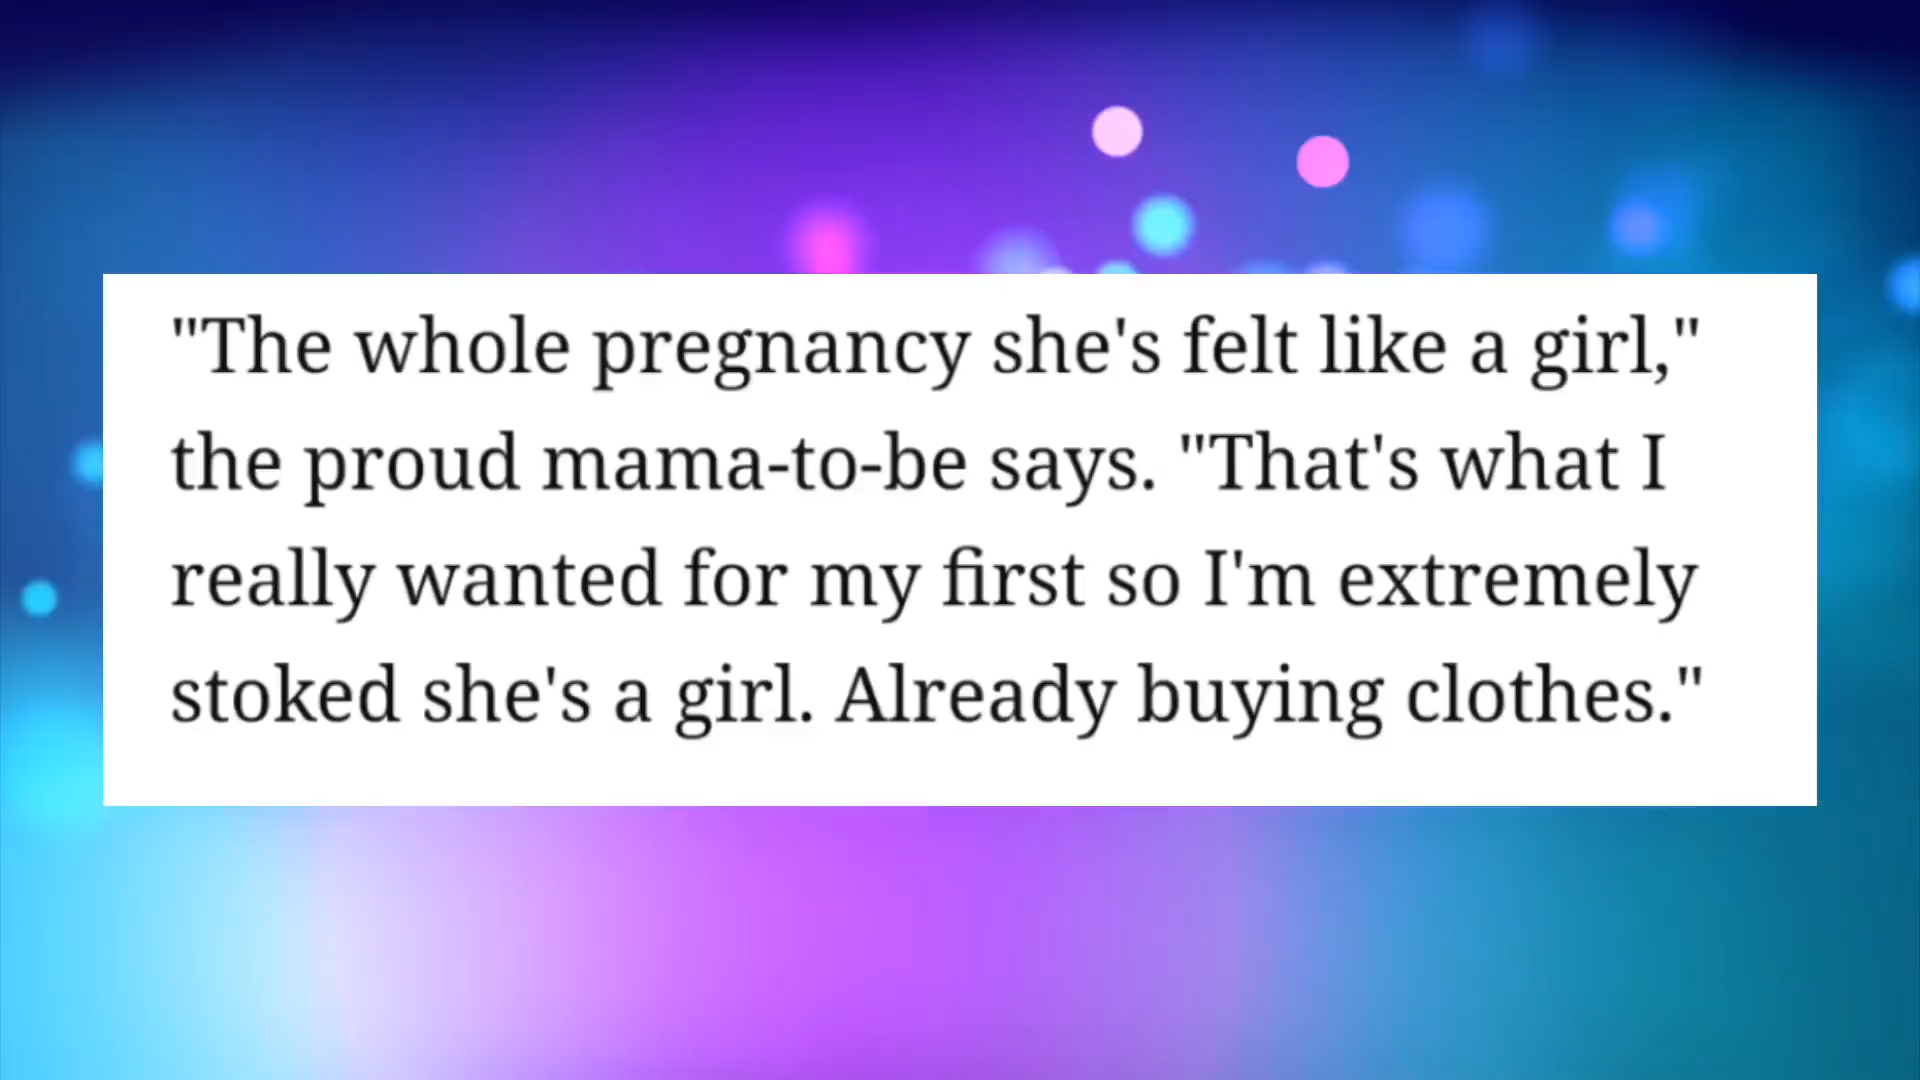 "The whole pregnancy she's felt like a girl,"
the proud mama-to-be says. "That's what I
really wanted for my first so I'm extremely
stoked she's a girl. Already buying clothes."